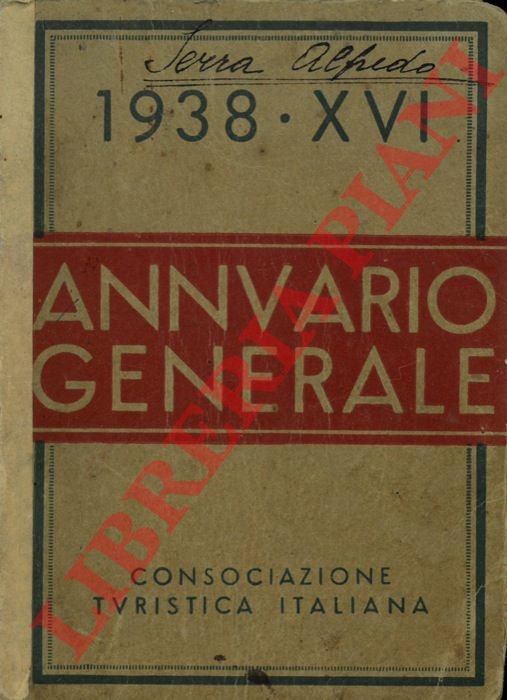 Serra Alfredo
1938 · XVI
ANNVARIO
GENERALE
CONSOCIAZIONE
TVRISTICA ITALIANA
LIBRERIA PIANI